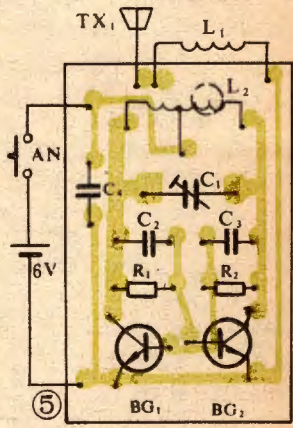 TX₁
L₁
L₂
AN
C₄
C₁
C₂
C₃
6V
R₁
R₂
⑤
BG₁
BG₂